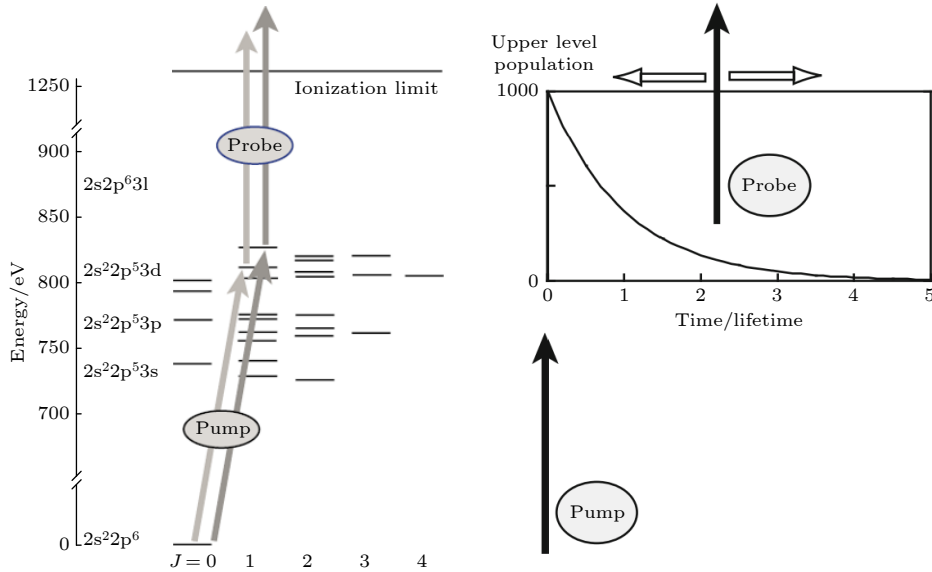 Energy/eV
1250
900
850
800
750
700
0
2s2p⁶3l
2s²2p⁵3d
2s²2p⁵3p
2s²2p⁵3s
2s²2p⁶
Ionization limit
Probe
Pump
J = 0
1
2
3
4
Upper level
population
1000
0
Probe
0
1
2
3
4
5
Time/lifetime
Pump